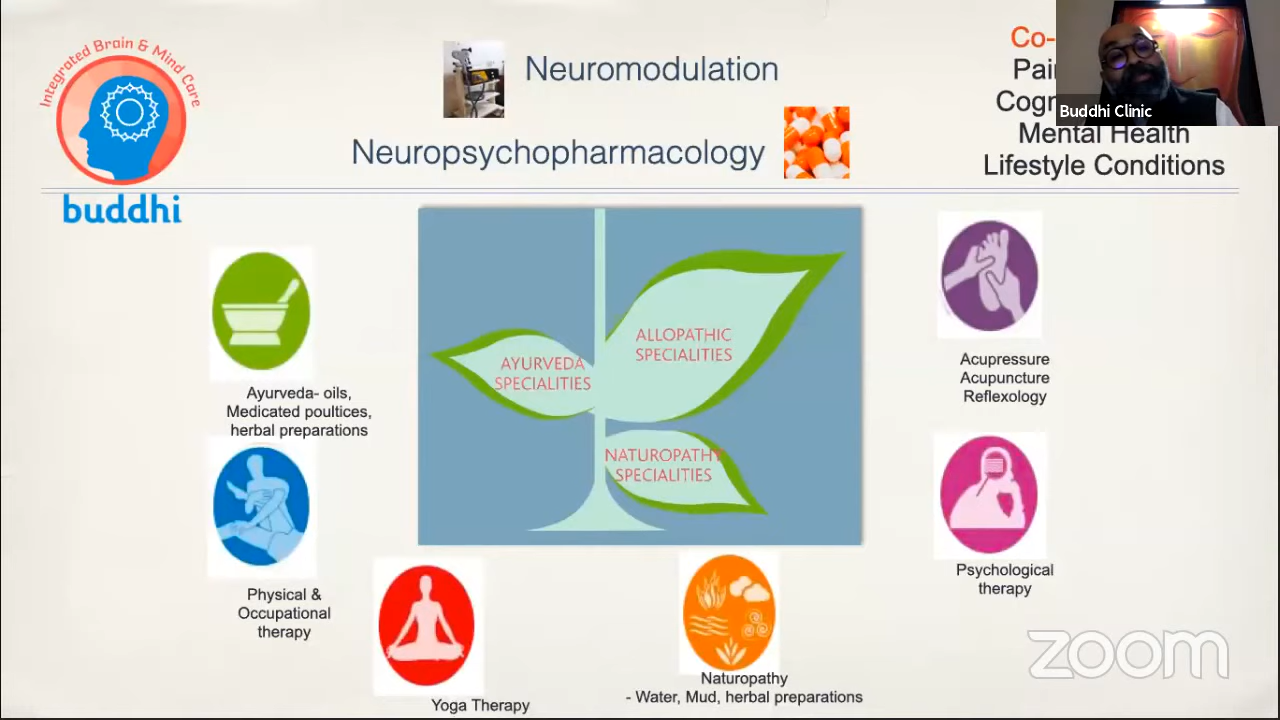 Integrated Brain & Mind Care
buddhi
Neuromodulation
Neuropsychopharmacology
Co-
Buddhi Clinic
Mental Health
Lifestyle Conditions
AYURVEDA
SPECIALITIES
ALLOPATHIC
SPECIALITIES
NATUROPATHY
SPECIALITIES
Ayurveda- oils,
Medicated poultices,
herbal preparations
Physical &
Occupational
therapy
Yoga Therapy
Naturopathy
- Water, Mud, herbal preparations
Acupressure
Acupuncture
Reflexology
Psychological
therapy
zoom